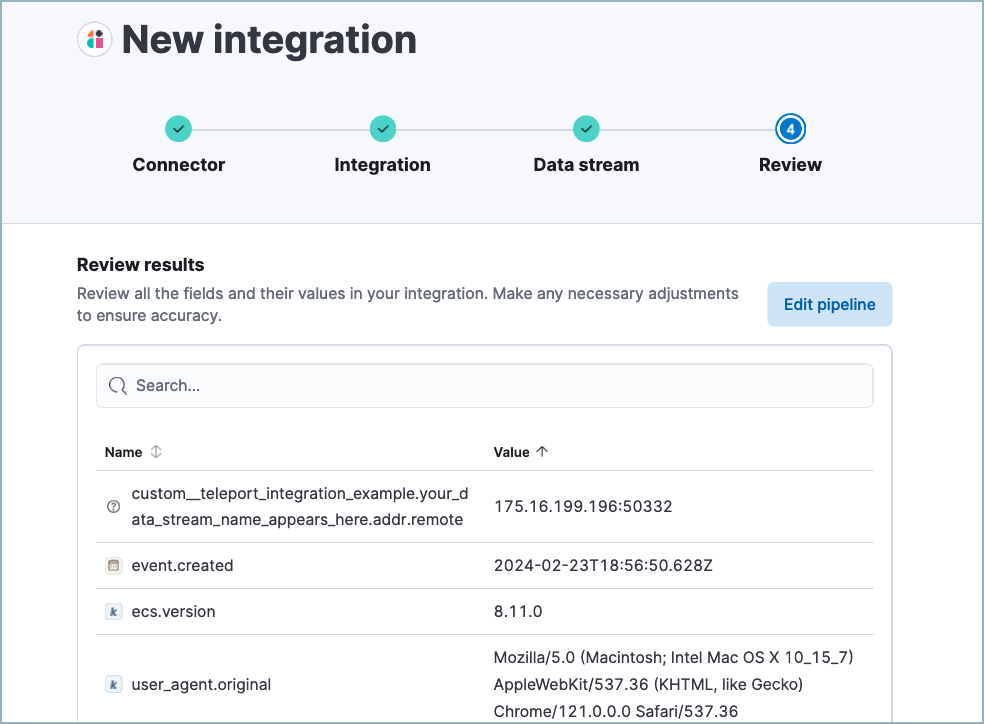 New integration
4
Connector
Integration
Data stream
Review
Review results
Review all the fields and their values in your integration. Make any necessary adjustments
to ensure accuracy.
Edit pipeline
Search...
Name
Value
custom__teleport_integration_example.your_d
ata_stream_name_appears_here.addr.remote
175.16.199.196:50332
event.created
2024-02-23T18:56:50.628Z
k
ecs.version
8.11.0
k
user_agent.original
Mozilla/5.0 (Macintosh; Intel Mac OS X 10_15_7)
AppleWebKit/537.36 (KHTML, like Gecko)
Chrome/121.0.0.0 Safari/537.36